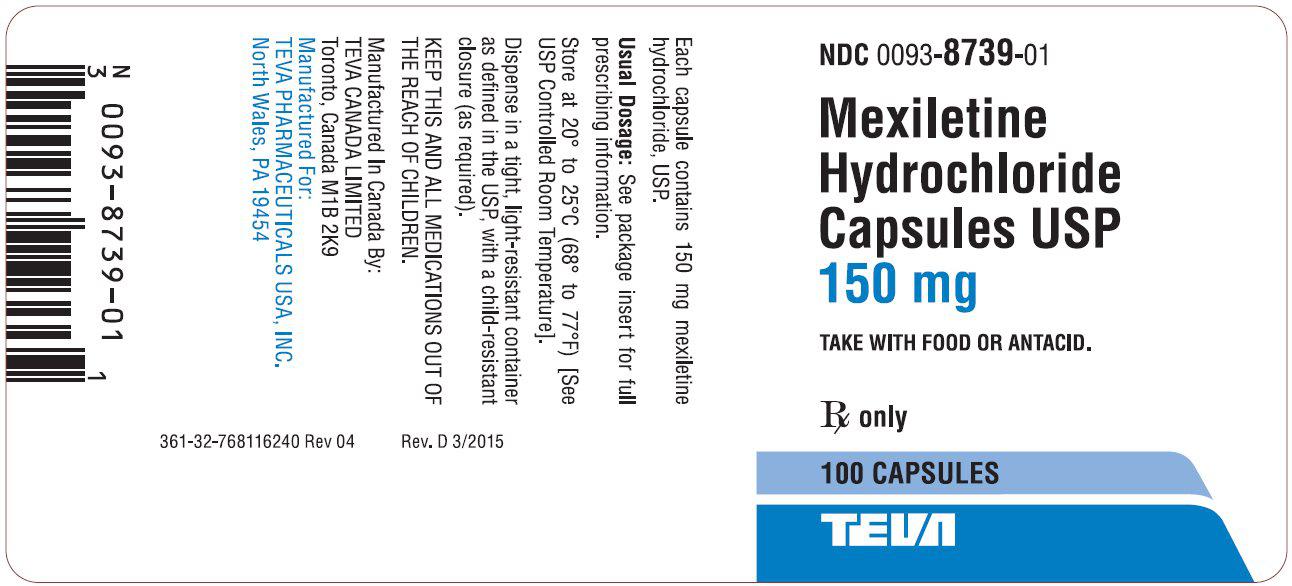 NDC 0093-8739-01
Mexiletine
Hydrochloride
Capsules USP
150 mg
TAKE WITH FOOD OR ANTACID.
Rx only
100 CAPSULES
TEVA
Each capsule contains 150 mg mexiletine
hydrochloride, USP.
Usual Dosage: See package insert for full
prescribing information.
Store at 20° to 25°C (68° to 77°F) [See
USP Controlled Room Temperature].
Dispense in a tight, light-resistant container
as defined in the USP, with a child-resistant
closure (as required).
KEEP THIS AND ALL MEDICATIONS OUT OF
THE REACH OF CHILDREN.
Manufactured In Canada By:
TEVA CANADA LIMITED
Toronto, Canada M1B 2K9
Manufactured For:
TEVA PHARMACEUTICALS USA, INC.
North Wales, PA 19454
361-32-768116240 Rev 04 Rev. D 3/2015
N
3 0093-8739-01 1